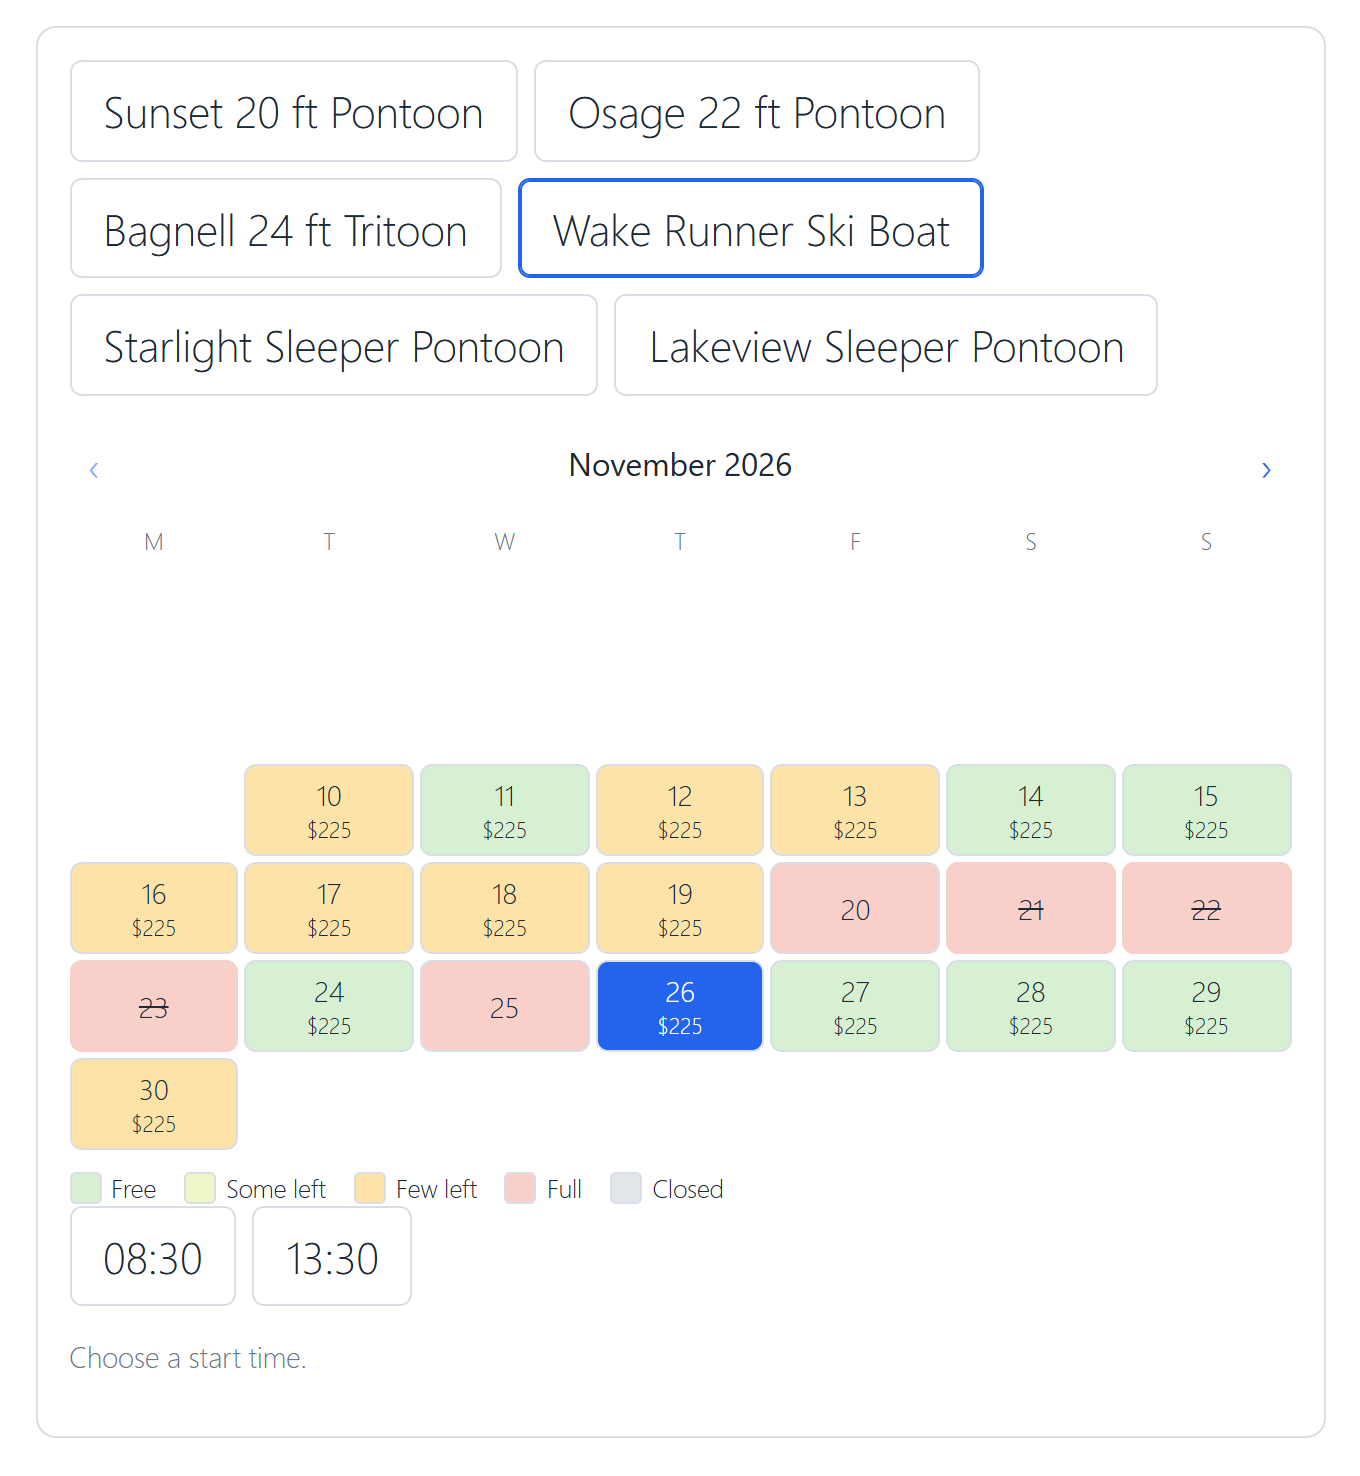 Sunset 20 ft Pontoon
Osage 22 ft Pontoon
Bagnell 24 ft Tritoon
Wake Runner Ski Boat
Starlight Sleeper Pontoon
Lakeview Sleeper Pontoon
‹ November 2026 ›
M T W T F S S
10 11 12 13 14 15
$225 $225 $225 $225 $225 $225
16 17 18 19 20 21 22
$225 $225 $225 $225
23 24 25 26 27 28 29
$225 $225 $225 $225 $225
30
$225
Free Some left Few left Full Closed
08:30 13:30
Choose a start time.